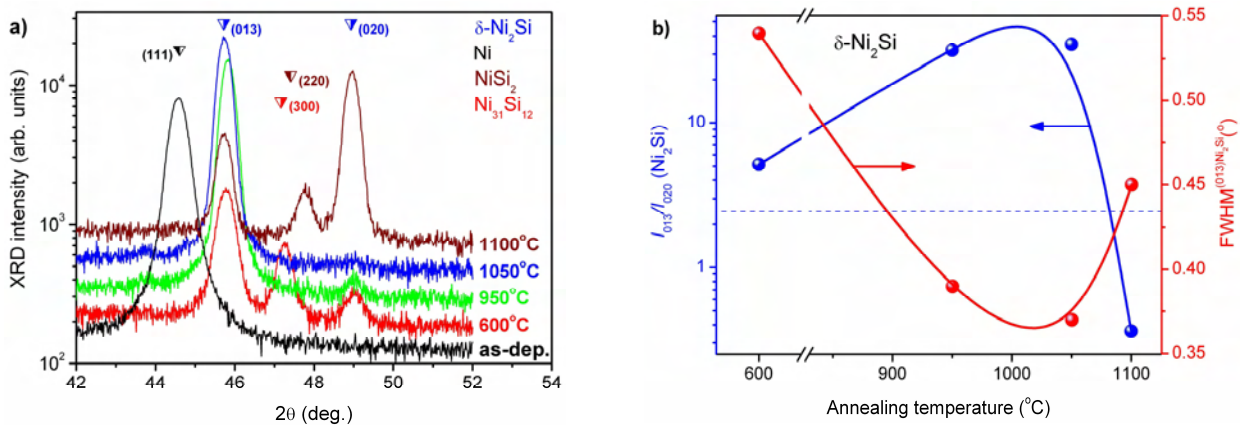 a)
(013)
(020)
δ-Ni2Si
Ni
NiSi2
Ni31Si12
(111)
(220)
(300)
10^4
10^3
10^2
XRD intensity (arb. units)
1100°C
1050°C
950°C
600°C
as-dep.
42 44 46 48 50 52 54
2θ (deg.)
b)
δ-Ni2Si
10
1
I013/I020 (Ni2Si)
0.55
0.50
0.45
0.40
0.35
FWHM(013)Ni2Si(°)
600 900 1000 1100
Annealing temperature (°C)